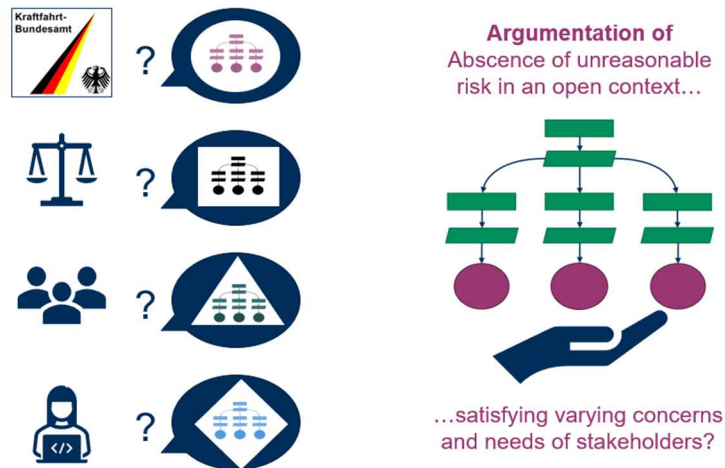 Kraftfahrt-
Bundesamt
?
?
?
?
</>
Argumentation of
Abscence of unreasonable
risk in an open context…
…satisfying varying concerns
and needs of stakeholders?